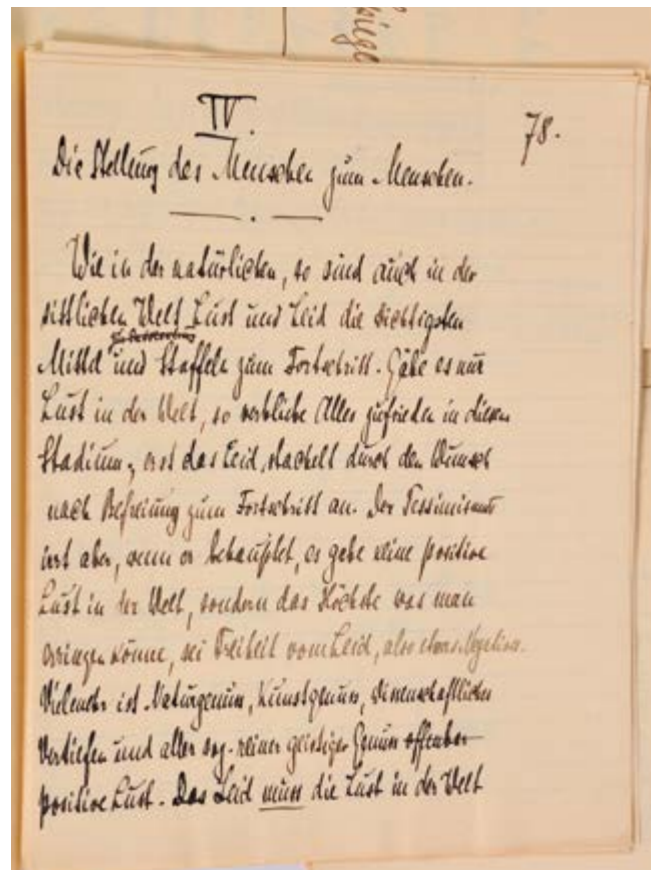 siegel
IV.
78.
Die Stellung des Menschen zum Menschen.
Wie in der natürlichen, so sind auch in der
sittlichen Welt Lust und Leid die wichtigsten
Mittel und Staffeln zum Fortschritt. Gäbe es nur
Lust in der Welt, so verbliebe Alles zufrieden in diesem
Stadium, erst das Leid stachelt durch den Wunsch
nach Befreiung zum Fortschritt an. Der Pessimismus
irrt aber, wenn er behauptet, es gebe keine positive
Lust in der Welt, sondern das Höchste was man
erringen könne, sei Freiheit vom Leid, also etwas Negatives.
Vielmehr ist Naturgenuss, Kunstgenuss, wissenschaftliches
Vertiefen und aller sog. reiner geistiger Genuss offenbar
positive Lust. Das Leid muss die Lust in der Welt